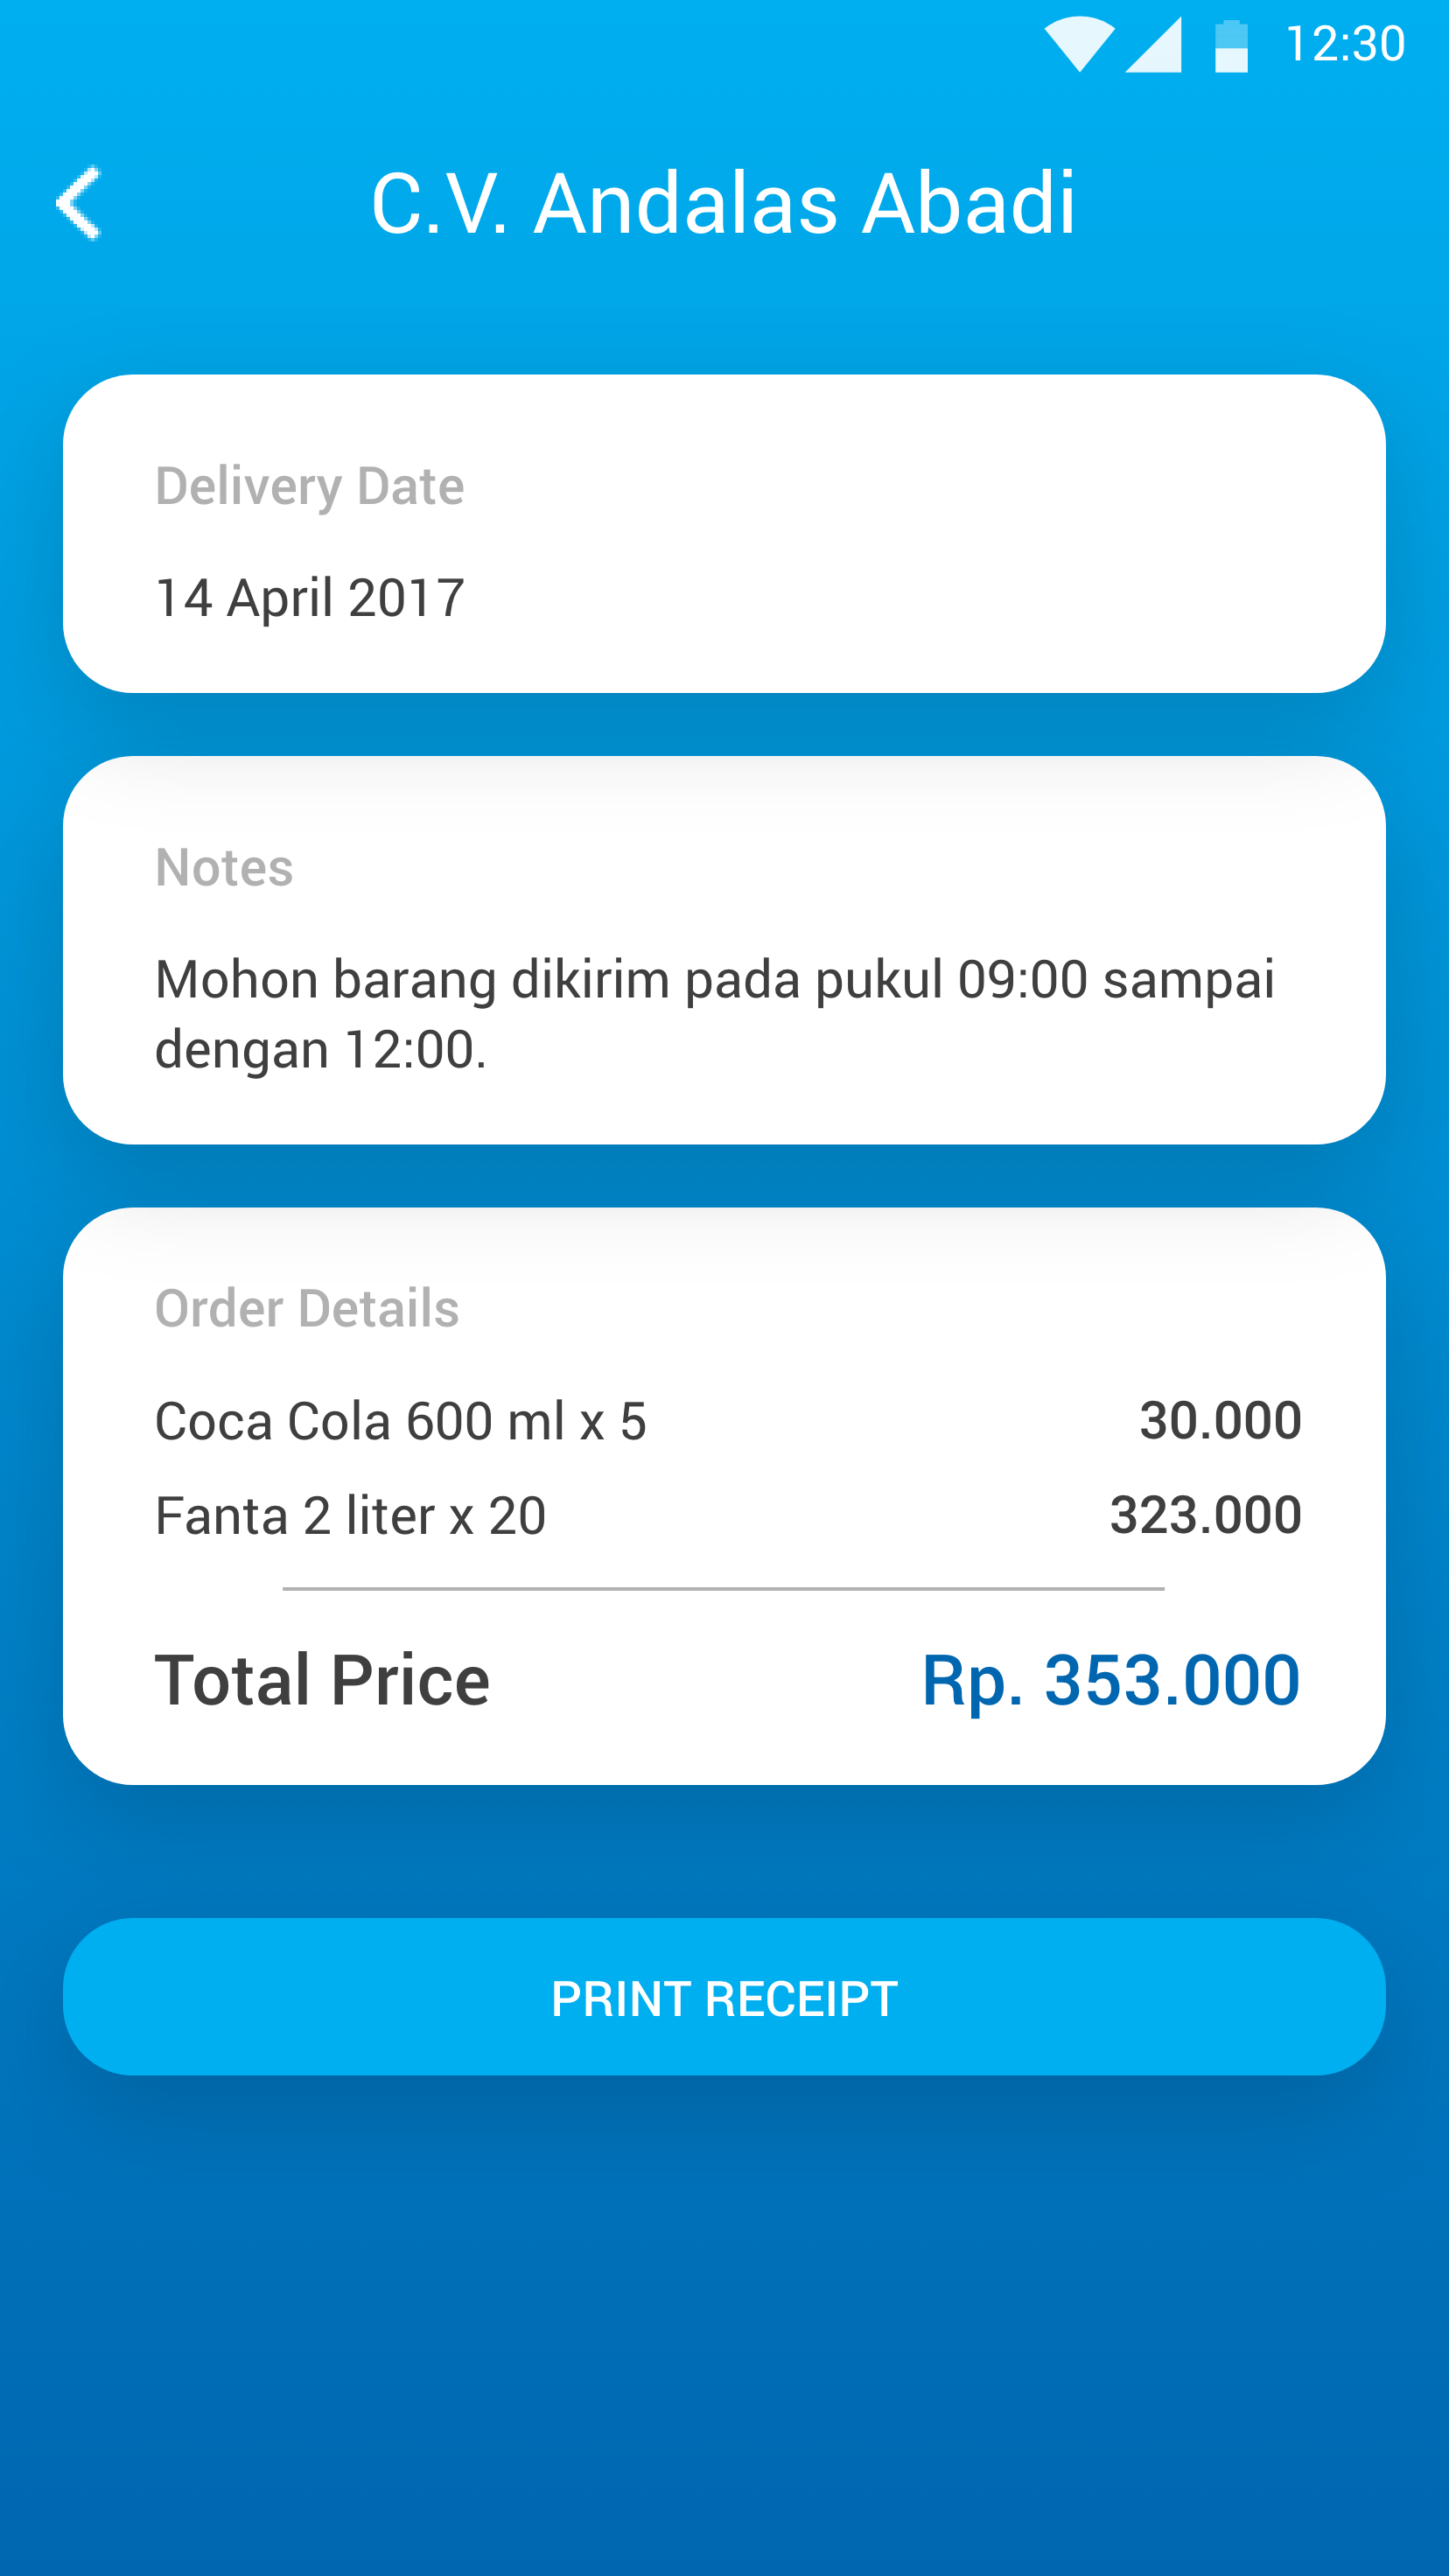 12:30
C.V. Andalas Abadi
Delivery Date
14 April 2017
Notes
Mohon barang dikirim pada pukul 09:00 sampai
dengan 12:00.
Order Details
Coca Cola 600 ml x 5 30.000
Fanta 2 liter x 20 323.000
Total Price Rp. 353.000
PRINT RECEIPT